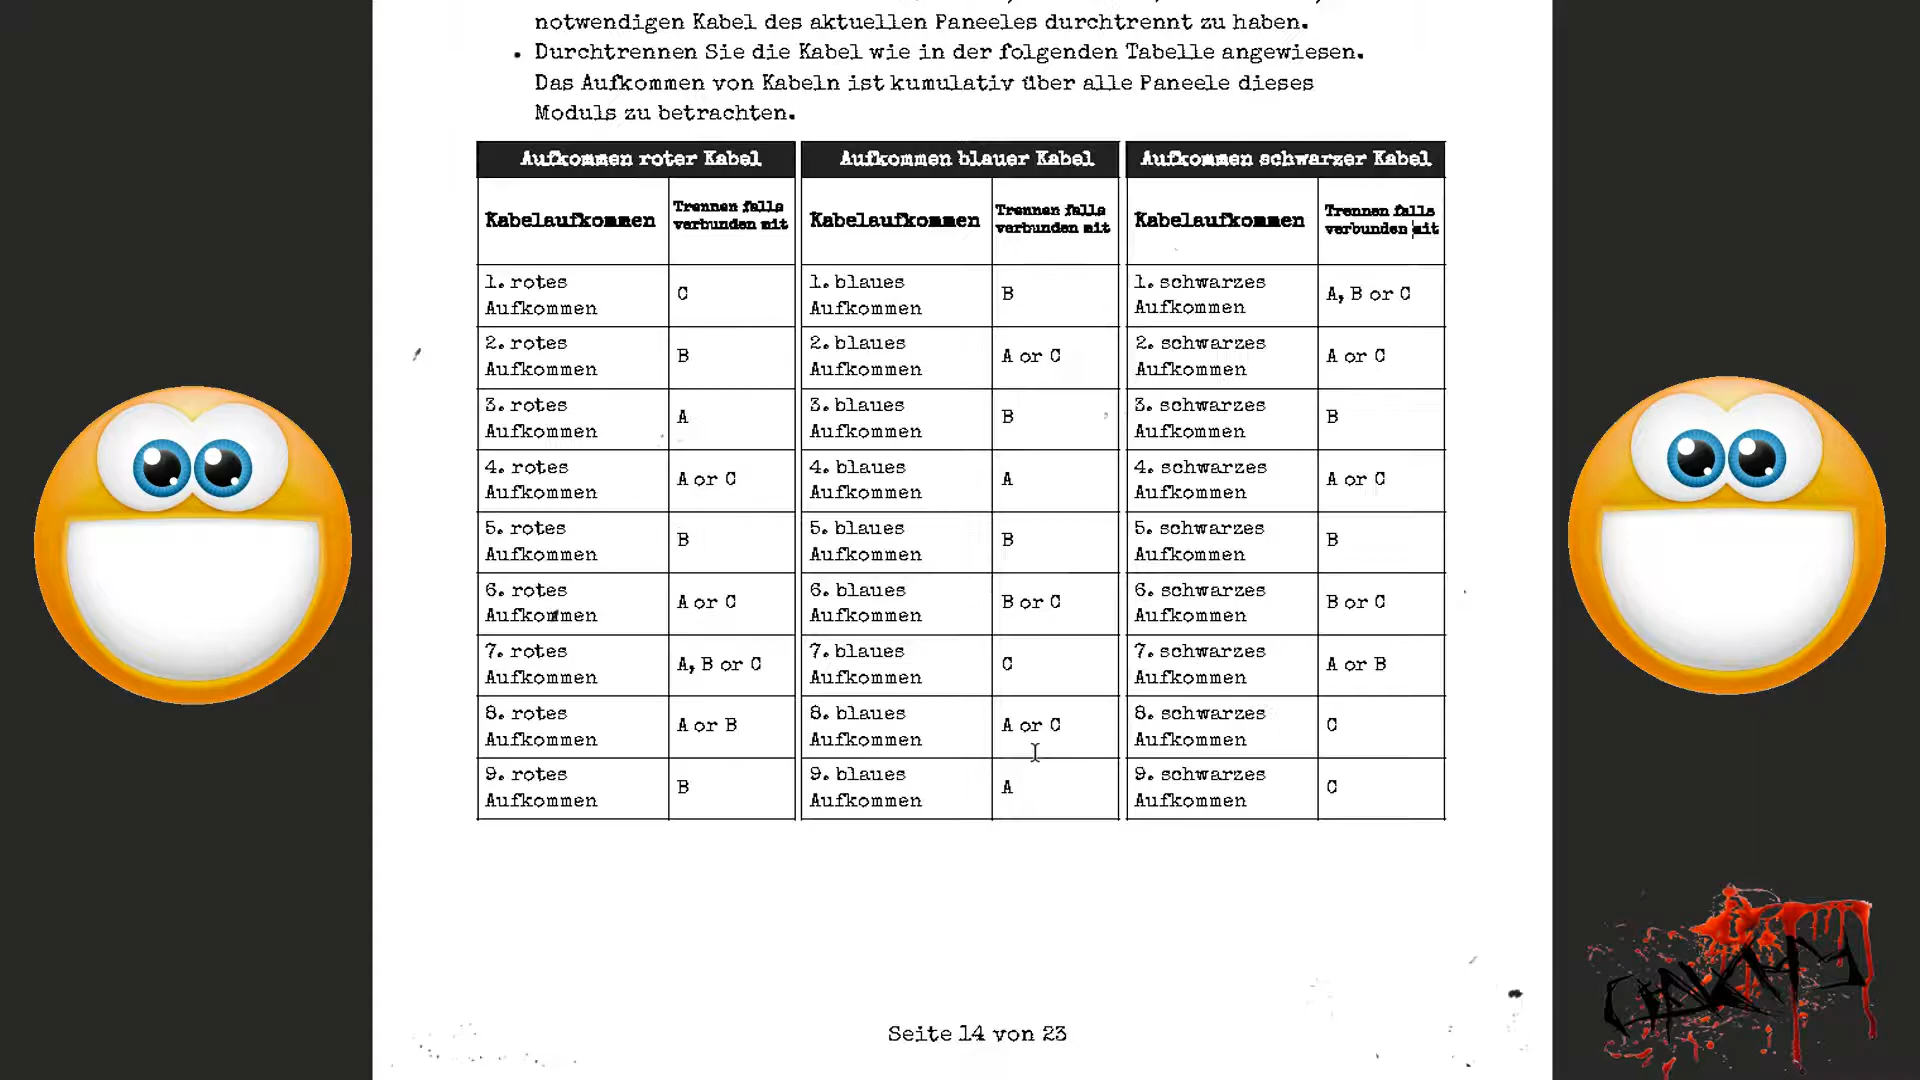 notwendigen Kabel des aktuellen Paneeles durchtrennt zu haben.
• Durchtrennen Sie die Kabel wie in der folgenden Tabelle angewiesen.
Das Aufkommen von Kabeln ist kumulativ über alle Paneele dieses
Moduls zu betrachten.
Aufkommen roter Kabel
Kabelaufkommen Trennen falls verbunden mit
1. rotes Aufkommen C
2. rotes Aufkommen B
3. rotes Aufkommen A
4. rotes Aufkommen A or C
5. rotes Aufkommen B
6. rotes Aufkommen A or C
7. rotes Aufkommen A, B or C
8. rotes Aufkommen A or B
9. rotes Aufkommen B
Aufkommen blauer Kabel
Kabelaufkommen Trennen falls verbunden mit
1. blaues Aufkommen B
2. blaues Aufkommen A or C
3. blaues Aufkommen B
4. blaues Aufkommen A
5. blaues Aufkommen B
6. blaues Aufkommen B or C
7. blaues Aufkommen C
8. blaues Aufkommen A or C
9. blaues Aufkommen A
Aufkommen schwarzer Kabel
Kabelaufkommen Trennen falls verbunden mit
1. schwarzes Aufkommen A, B or C
2. schwarzes Aufkommen A or C
3. schwarzes Aufkommen B
4. schwarzes Aufkommen A or C
5. schwarzes Aufkommen B
6. schwarzes Aufkommen B or C
7. schwarzes Aufkommen A or B
8. schwarzes Aufkommen C
9. schwarzes Aufkommen C
Seite 14 von 23